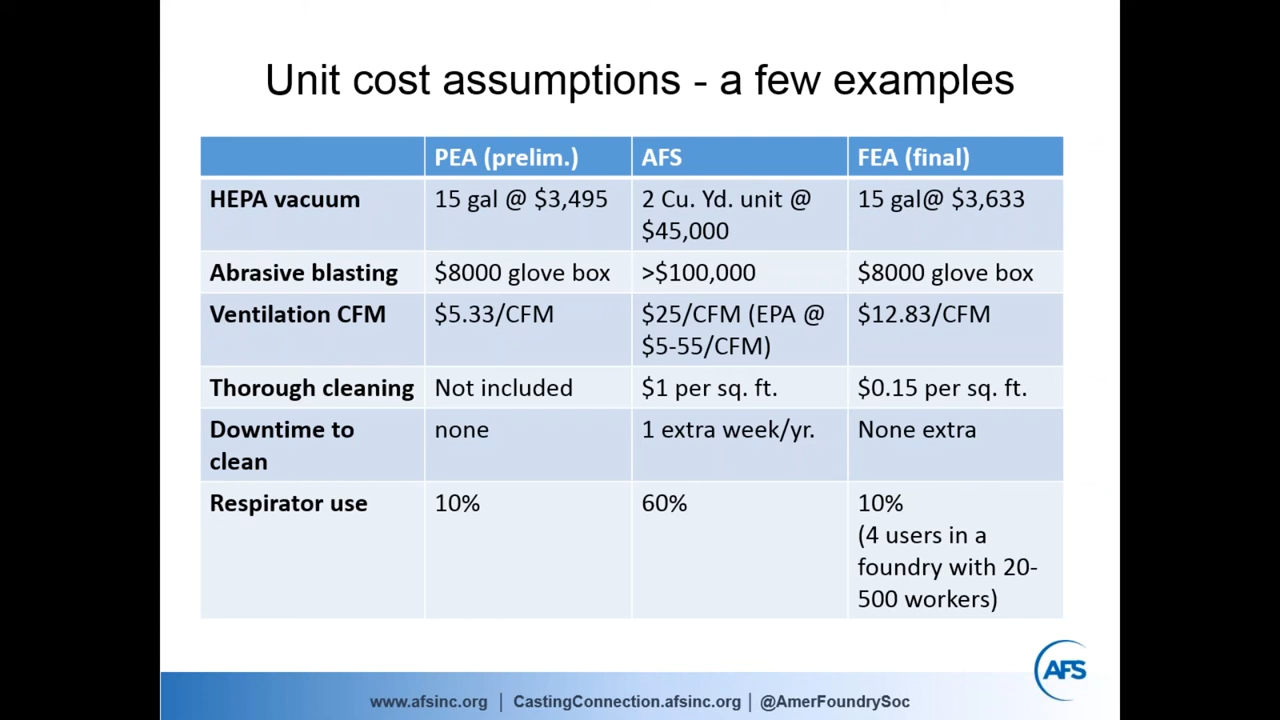 Unit cost assumptions - a few examples
PEA (prelim.) AFS FEA (final)
HEPA vacuum 15 gal @ $3,495 2 Cu. Yd. unit @ 15 gal@ $3,633
$45,000
Abrasive blasting $8000 glove box >$100,000 $8000 glove box
Ventilation CFM $5.33/CFM $25/CFM (EPA @ $12.83/CFM
$5-55/CFM)
Thorough cleaning Not included $1 per sq. ft. $0.15 per sq. ft.
Downtime to none 1 extra week/yr. None extra
clean
Respirator use 10% 60% 10%
(4 users in a
foundry with 20-
500 workers)
AFS
www.afsinc.org | CastingConnection.afsinc.org | @AmerFoundrySoc